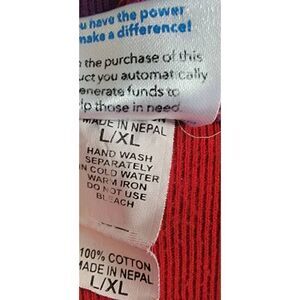 u have the power
make a difference!
the purchase of this
uct you automatically
enerate funds to
lp those in need
MADE IN NEPAL
L/XL
HAND WASH
SEPARATELY
IN COLD WATER
WARM IRON
DO NOT USE
BLEACH
100% COTTON
MADE IN NEPAL
L/XL